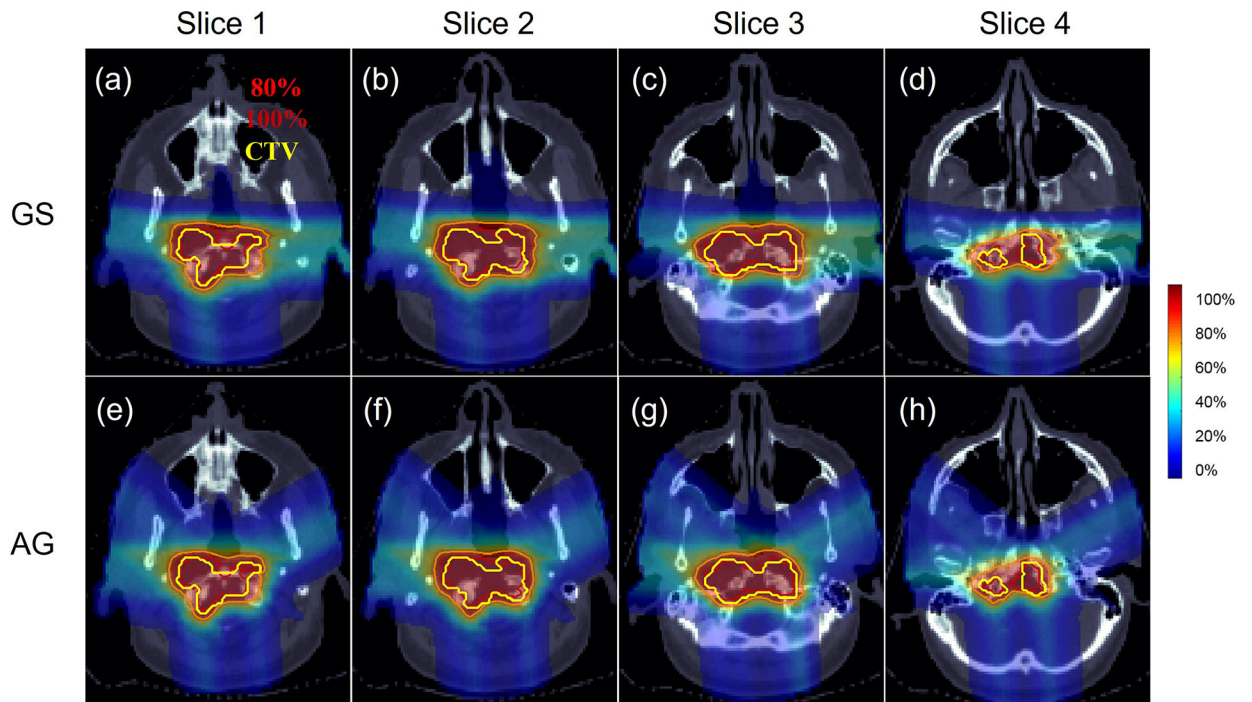 Slice 1 Slice 2 Slice 3 Slice 4
(a) (b) (c) (d)
80%
100%
CTV
GS
100%
80%
60%
40%
20%
0%
(e) (f) (g) (h)
AG